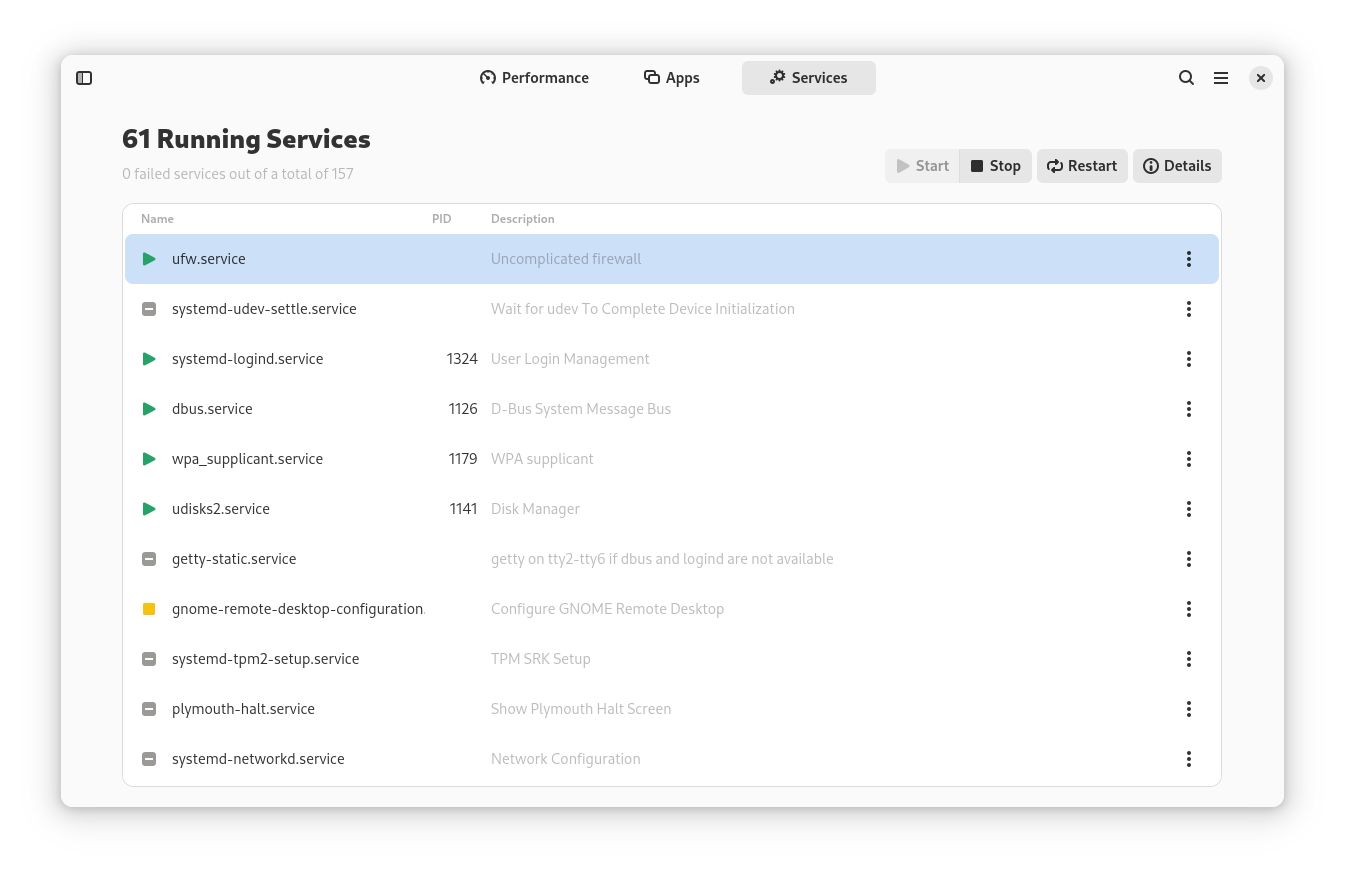 Performance Apps Services
61 Running Services
0 failed services out of a total of 157
Start Stop Restart Details
Name PID Description
ufw.service Uncomplicated firewall
systemd-udev-settle.service Wait for udev To Complete Device Initialization
systemd-logind.service 1324 User Login Management
dbus.service 1126 D-Bus System Message Bus
wpa_supplicant.service 1179 WPA supplicant
udisks2.service 1141 Disk Manager
getty-static.service getty on tty2-tty6 if dbus and logind are not available
gnome-remote-desktop-configuration. Configure GNOME Remote Desktop
systemd-tpm2-setup.service TPM SRK Setup
plymouth-halt.service Show Plymouth Halt Screen
systemd-networkd.service Network Configuration